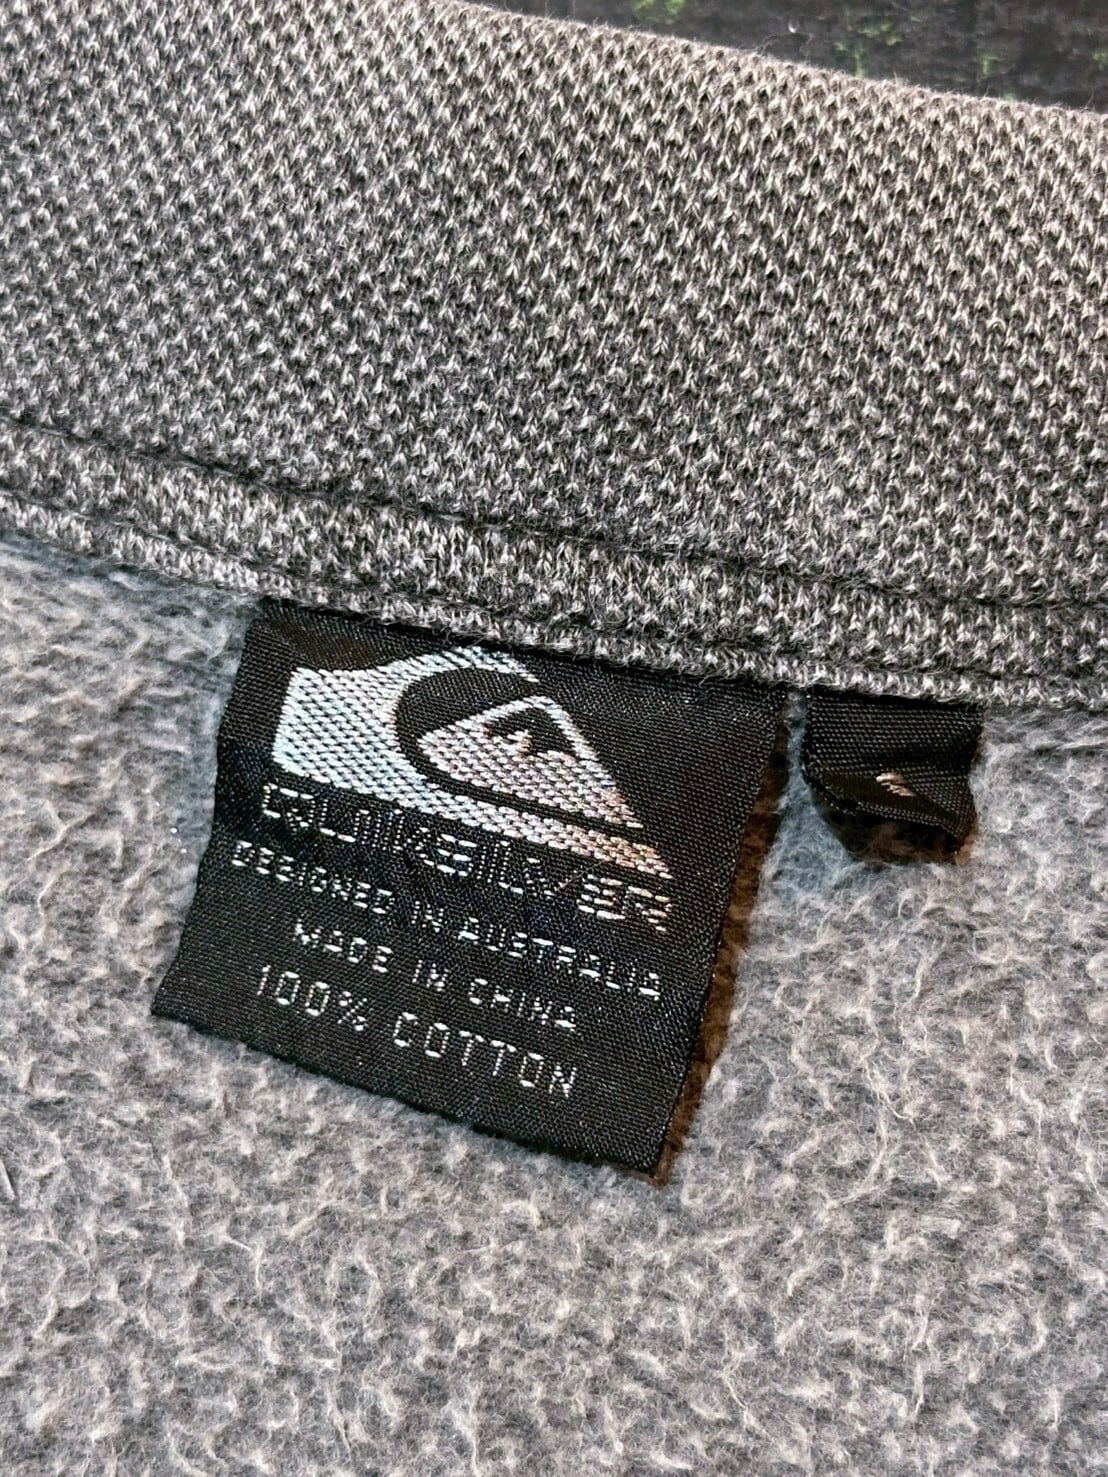 QUIKSILVER
DESIGNED IN AUSTRALIA
MADE IN CHINA
100% COTTON